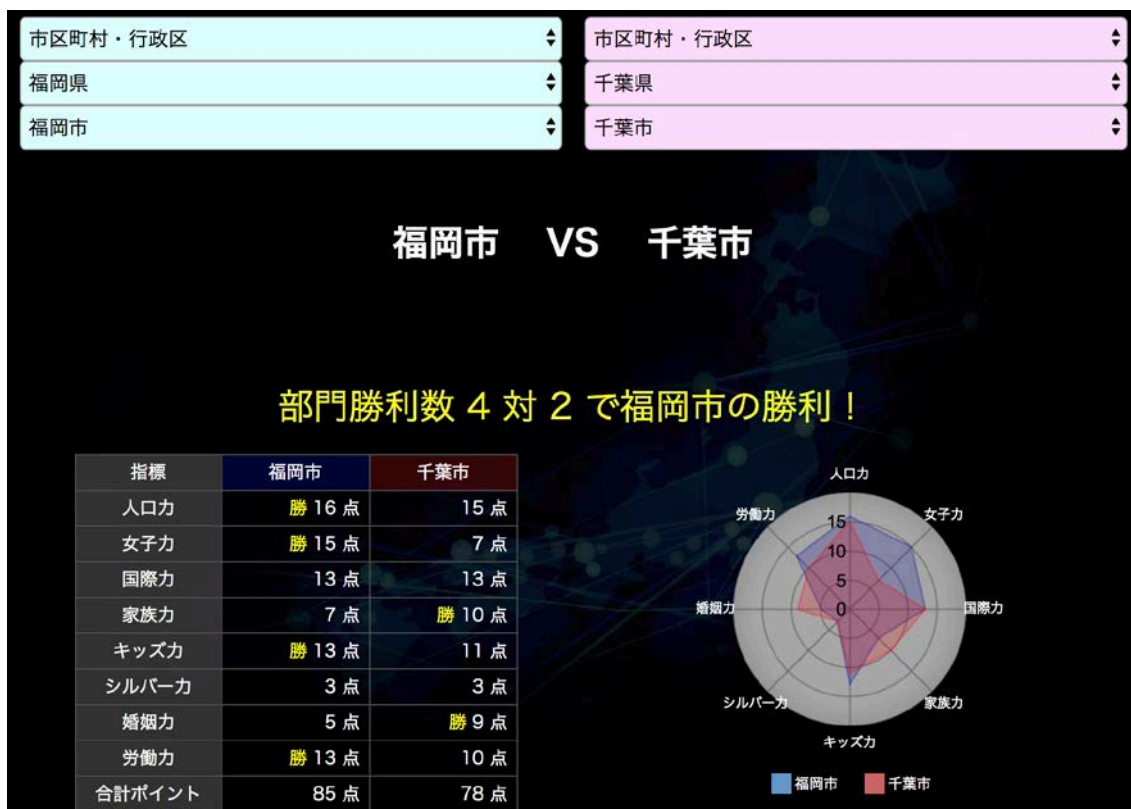 市区町村・行政区 市区町村・行政区
福岡県 千葉県
福岡市 千葉市
福岡市 VS 千葉市
部門勝利数 4 対 2 で福岡市の勝利！
指標 福岡市 千葉市
人口力 勝 16 点 15 点
女子力 勝 15 点 7 点
国際力 13 点 13 点
家族力 7 点 勝 10 点
キッズ力 勝 13 点 11 点
シルバー力 3 点 3 点
婚姻力 5 点 勝 9 点
労働力 勝 13 点 10 点
合計ポイント 85 点 78 点
人口力
労働力 女子力
15
10
5
婚姻力 0 国際力
シルバー力 家族力
キッズ力
福岡市 千葉市